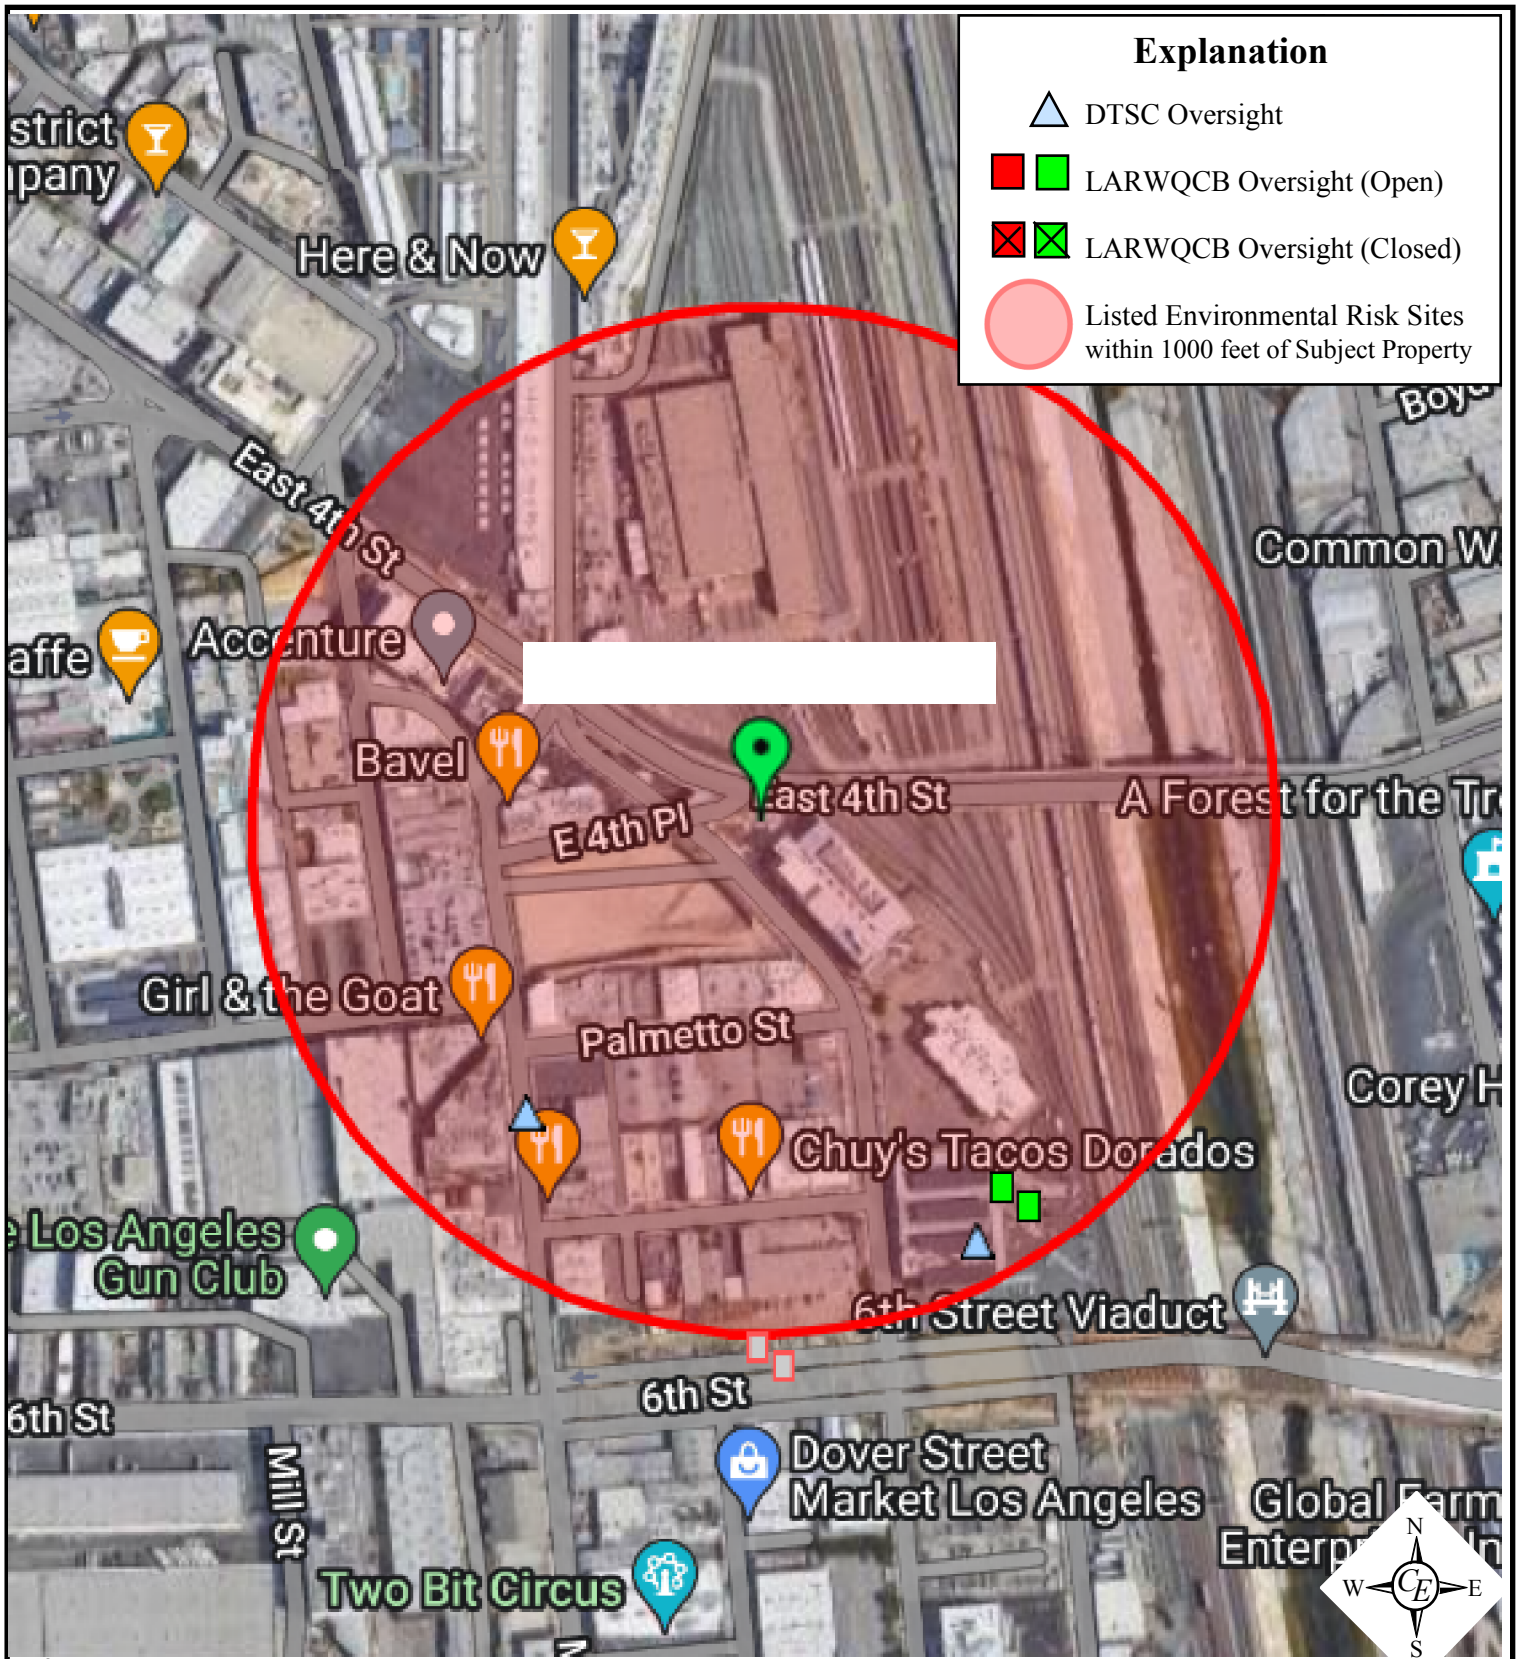 Explanation
DTSC Oversight
LARWQCB Oversight (Open)
LARWQCB Oversight (Closed)
Listed Environmental Risk Sites
within 1000 feet of Subject Property
strict
Here & Now
East 4th St
Common W
Accenture
affe
Bavel
East 4th St
A Forest for the Tr
E 4th Pl
Girl & the Goat
Palmetto St
Corey H
Chuy's Tacos Dorados
e Los Angeles
Gun Club
6th Street Viaduct
6th St
6th St
Mill St
Dover Street
Market Los Angeles
Global Farm
Two Bit Circus
N
W
CE
E
S